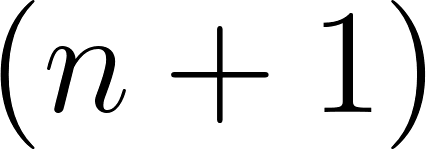 (n + 1)